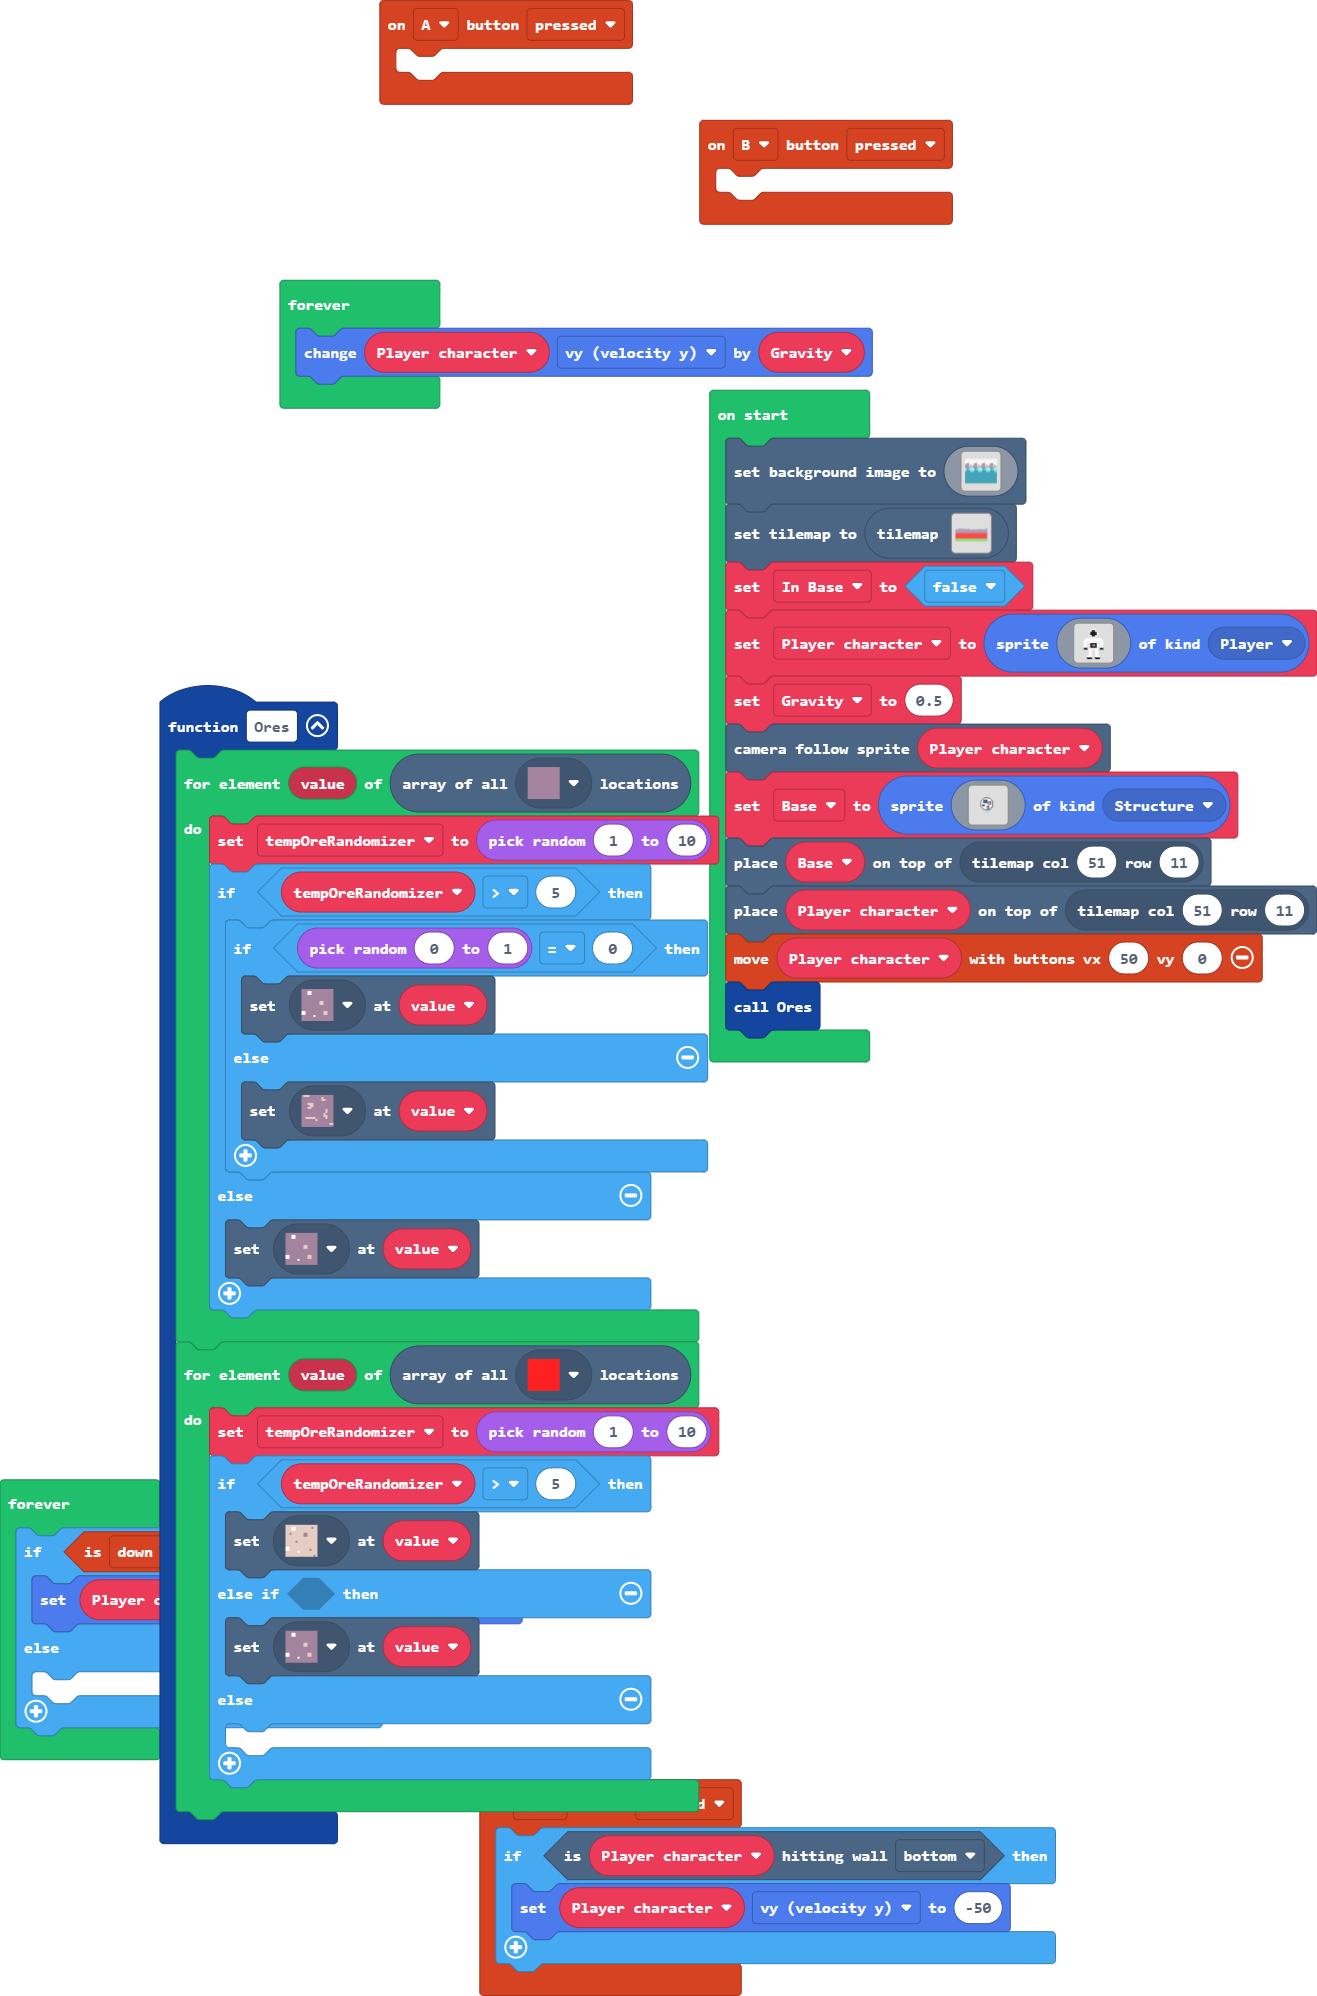 on A button pressed
on B button pressed
forever
change Player character vy (velocity y) by Gravity
on start
set background image to
set tilemap to tilemap
set In Base to false
set Player character to sprite of kind Player
set Gravity to 0.5
camera follow sprite Player character
set Base to sprite of kind Structure
place Base on top of tilemap col 51 row 11
place Player character on top of tilemap col 51 row 11
move Player character with buttons vx 50 vy 0
call Ores
function Ores
for element value of array of all locations
do
set tempOreRandomizer to pick random 1 to 10
if tempOreRandomizer > 5 then
if pick random 0 to 1 = 0 then
set at value
else
set at value
else
set at value
for element value of array of all locations
do
set tempOreRandomizer to pick random 1 to 10
if tempOreRandomizer > 5 then
set at value
else if then
set at value
else
forever
if is down
set Player
else
if is Player character hitting wall bottom then
set Player character vy (velocity y) to -50